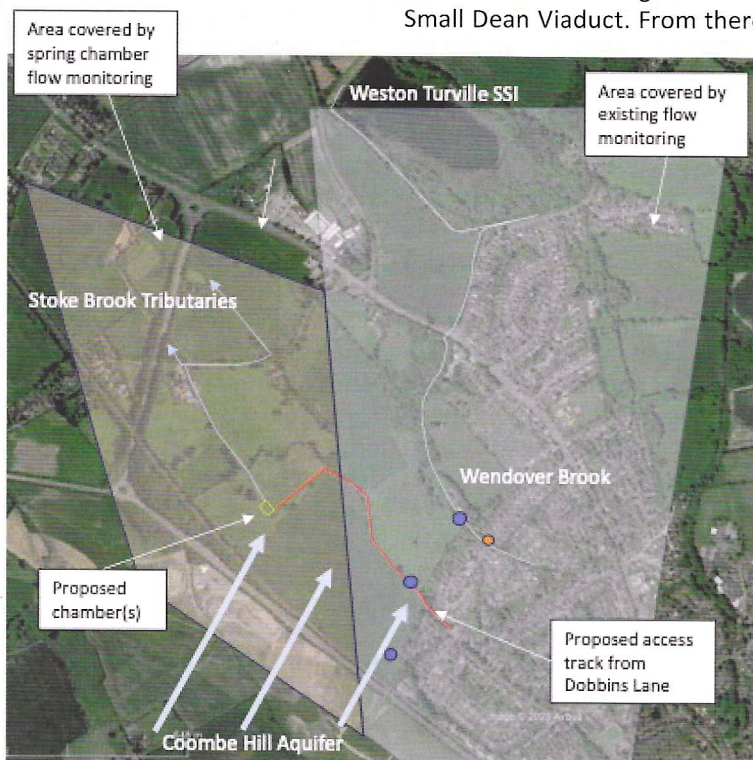 Small Dean Viaduct. From there
Area covered by
spring chamber
flow monitoring
Weston Turville SSI
Area covered by
existing flow
monitoring
Stoke Brook Tributaries
Wendover Brook
Proposed
chamber(s)
Proposed access
track from
Dobbins Lane
Coombe Hill Aquifer